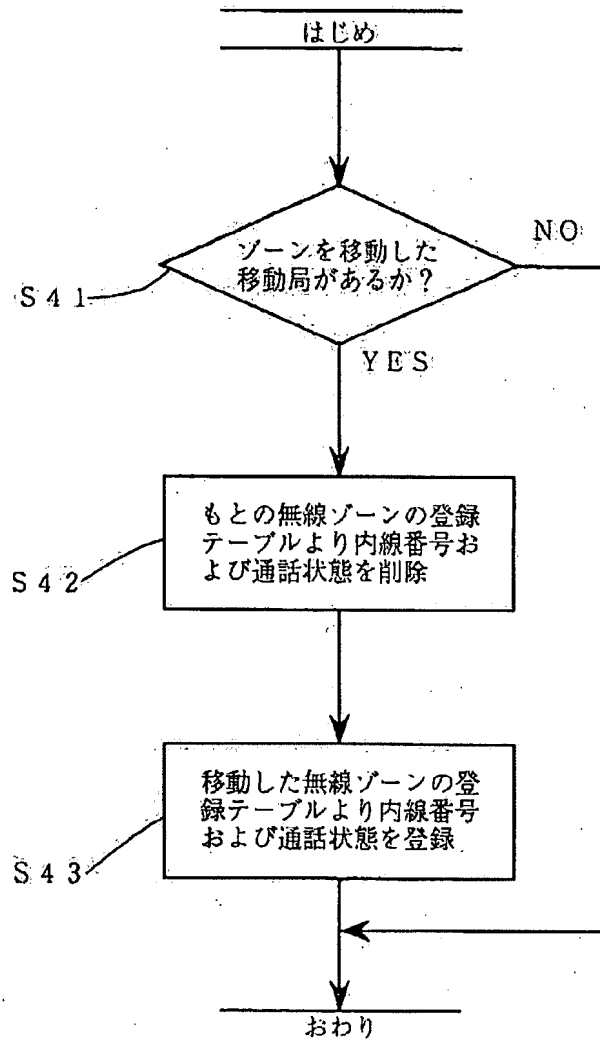 はじめ
ゾーンを移動した
移動局があるか？
NO
S41
YES
もとの無線ゾーンの登録
テーブルより内線番号お
よび通話状態を削除
S42
移動した無線ゾーンの登
録テーブルより内線番号
および通話状態を登録
S43
おわり